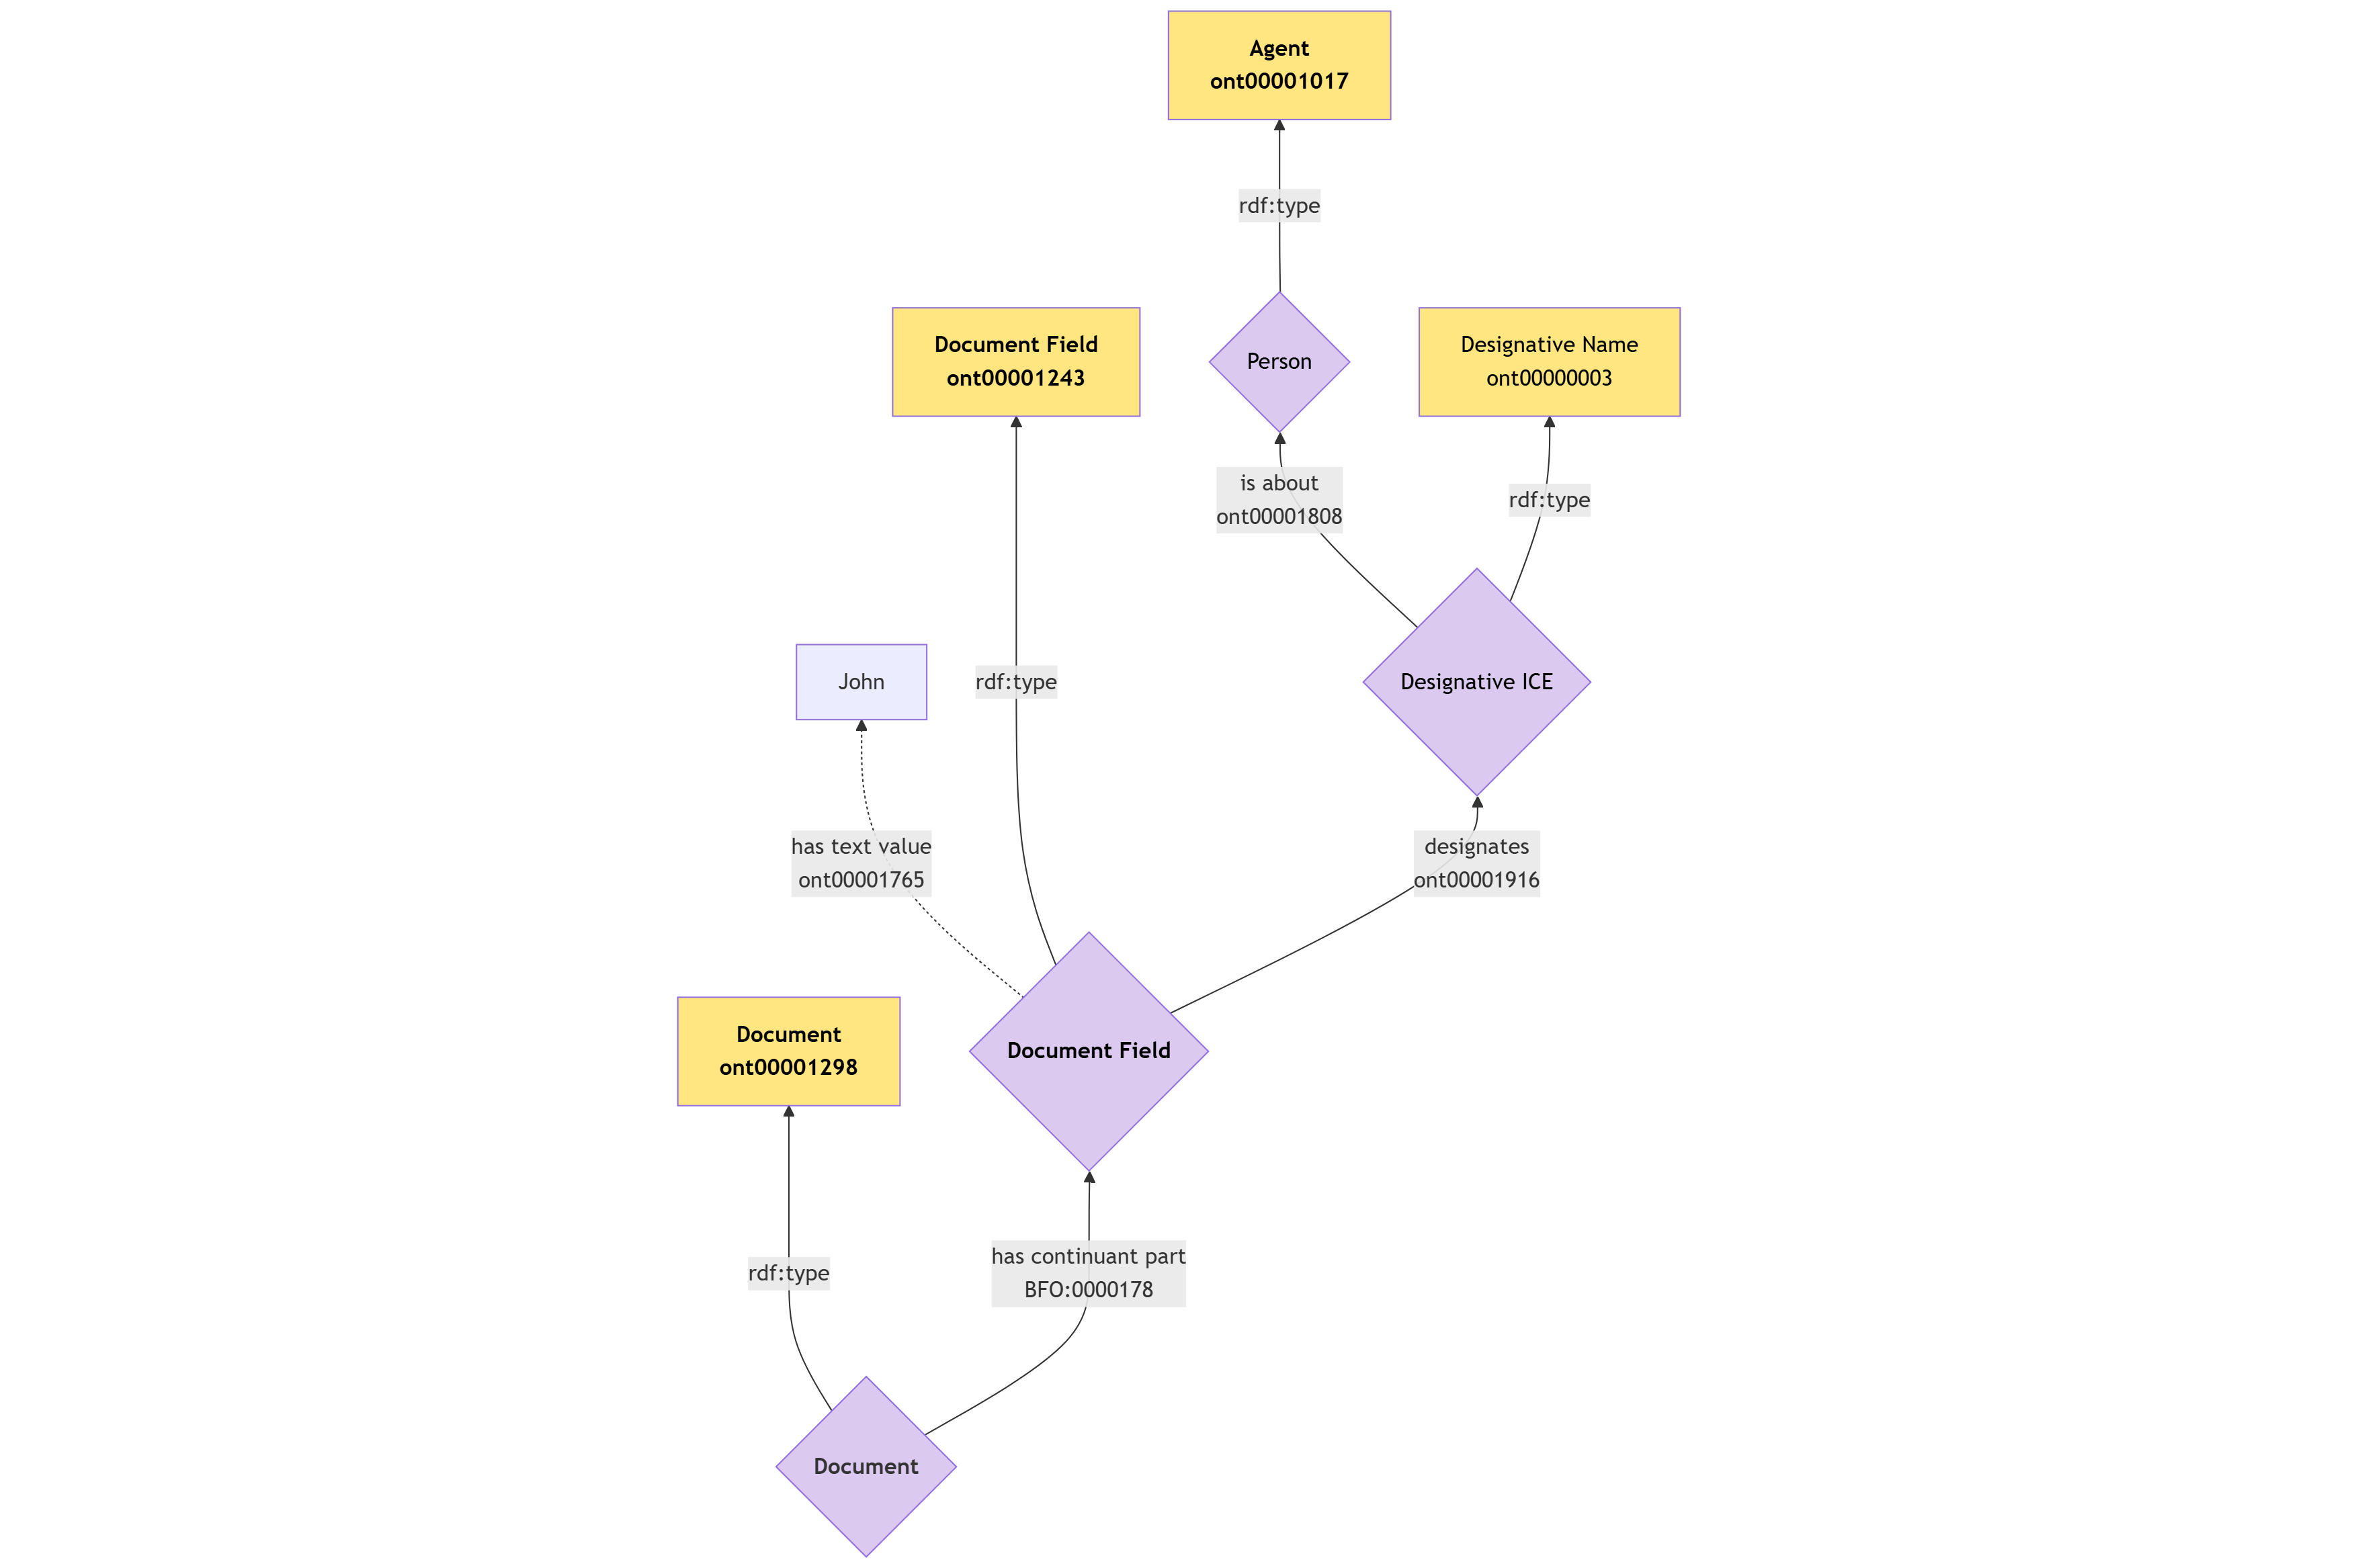 Agent
ont00001017
rdf:type
Document Field
ont00001243
Person
Designative Name
ont00000003
is about
ont00001808
rdf:type
John
rdf:type
Designative ICE
has text value
ont00001765
designates
ont00001916
Document
ont00001298
Document Field
rdf:type
has continuant part
BFO:0000178
Document